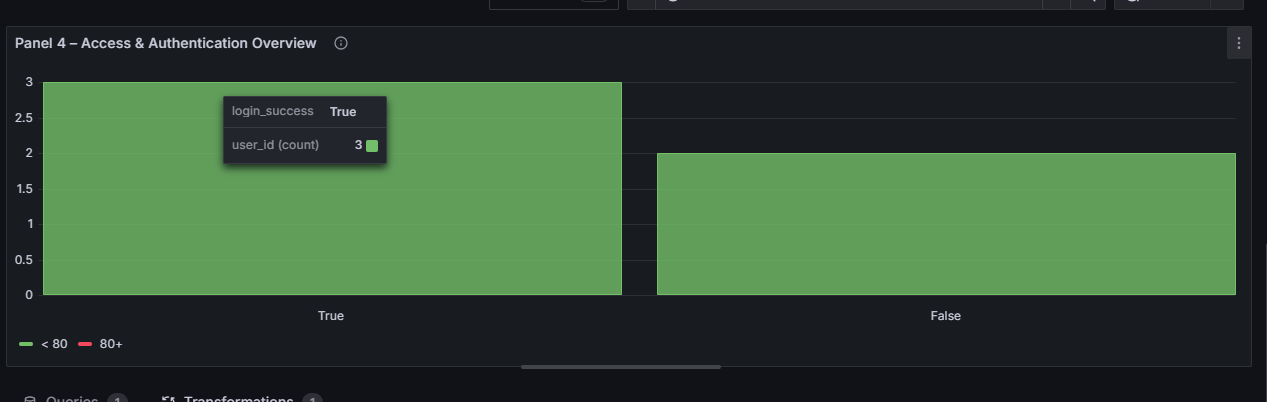 Panel 4 – Access & Authentication Overview
3
login_success True
2.5
user_id (count) 3
2
1.5
1
0.5
0
True False
< 80 80+
Queries 1 Transformations 1